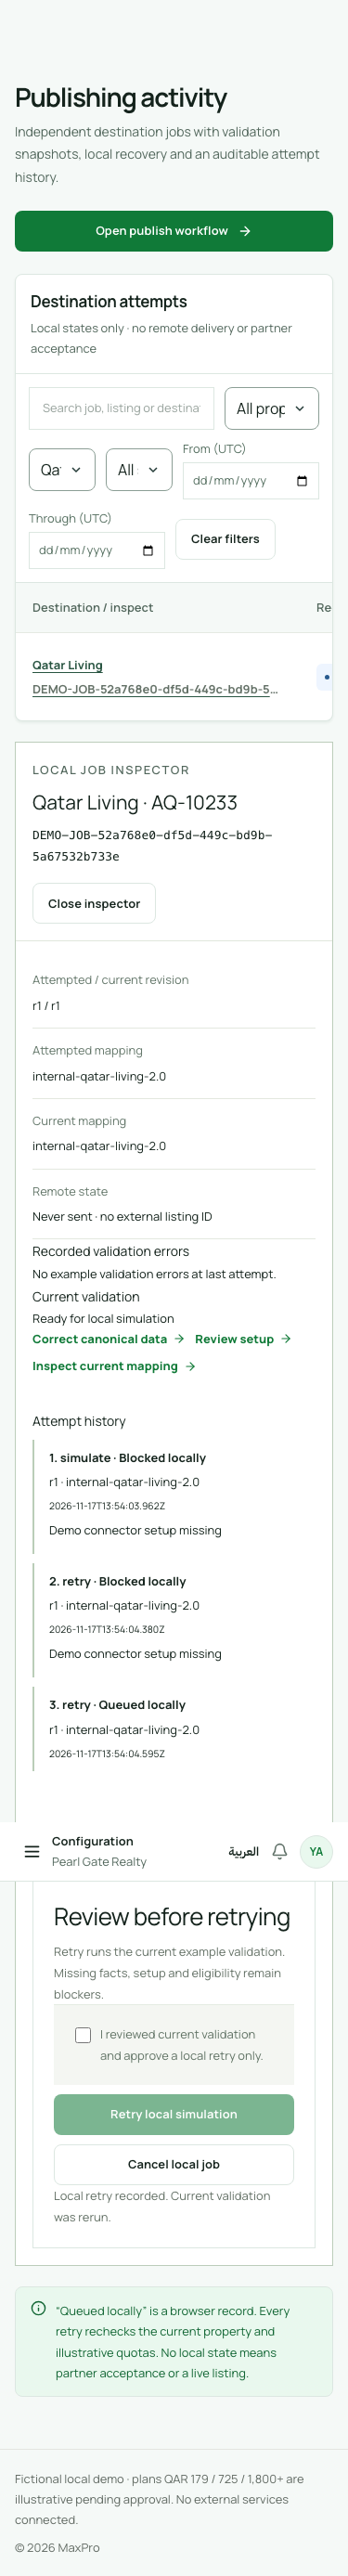 Publishing activity
Independent destination jobs with validation
snapshots, local recovery and an auditable attempt
history.
Open publish workflow →
Destination attempts
Local states only · no remote delivery or partner
acceptance
Search job, listing or destina
All prop
Qat
All
From (UTC)
dd/mm/yyyy
Through (UTC)
dd/mm/yyyy
Clear filters
Destination / inspect
Re
Qatar Living
DEMO-JOB-52a768e0-df5d-449c-bd9b-5…
LOCAL JOB INSPECTOR
Qatar Living · AQ-10233
DEMO-JOB-52a768e0-df5d-449c-bd9b-
5a67532b733e
Close inspector
Attempted / current revision
r1 / r1
Attempted mapping
internal-qatar-living-2.0
Current mapping
internal-qatar-living-2.0
Remote state
Never sent · no external listing ID
Recorded validation errors
No example validation errors at last attempt.
Current validation
Ready for local simulation
Correct canonical data → Review setup →
Inspect current mapping →
Attempt history
1. simulate · Blocked locally
r1 · internal-qatar-living-2.0
2026-11-17T13:54:03.962Z
Demo connector setup missing
2. retry · Blocked locally
r1 · internal-qatar-living-2.0
2026-11-17T13:54:04.380Z
Demo connector setup missing
3. retry · Queued locally
r1 · internal-qatar-living-2.0
2026-11-17T13:54:04.595Z
Configuration
Pearl Gate Realty
العربية
YA
Review before retrying
Retry runs the current example validation.
Missing facts, setup and eligibility remain
blockers.
I reviewed current validation
and approve a local retry only.
Retry local simulation
Cancel local job
Local retry recorded. Current validation
was rerun.
“Queued locally” is a browser record. Every
retry rechecks the current property and
illustrative quotas. No local state means
partner acceptance or a live listing.
Fictional local demo · plans QAR 179 / 725 / 1,800+ are
illustrative pending approval. No external services
connected.
© 2026 MaxPro